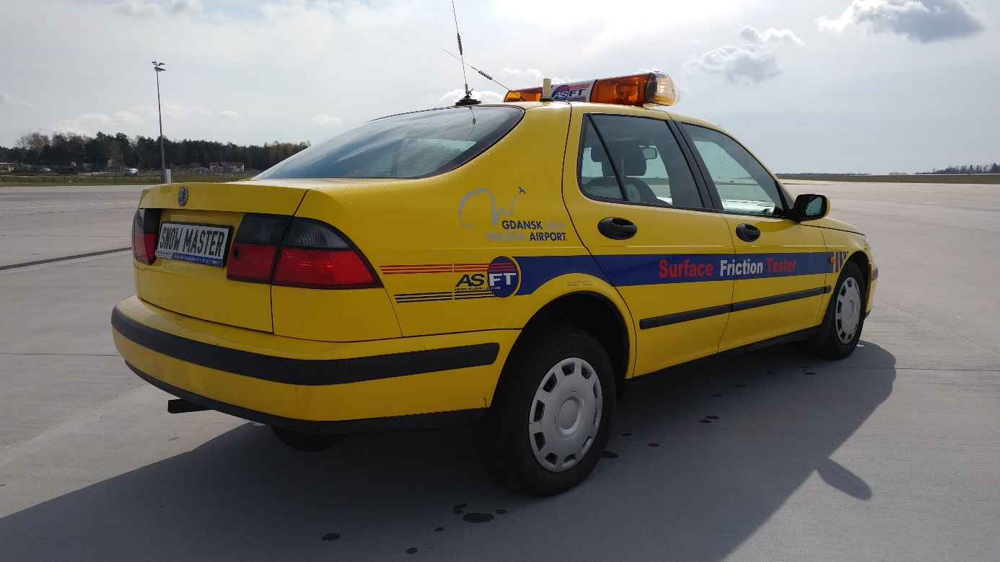 ASFT
GDANSK LECH
WALESA AIRPORT
SNOW MASTER
ASFT
Surface Friction Tester